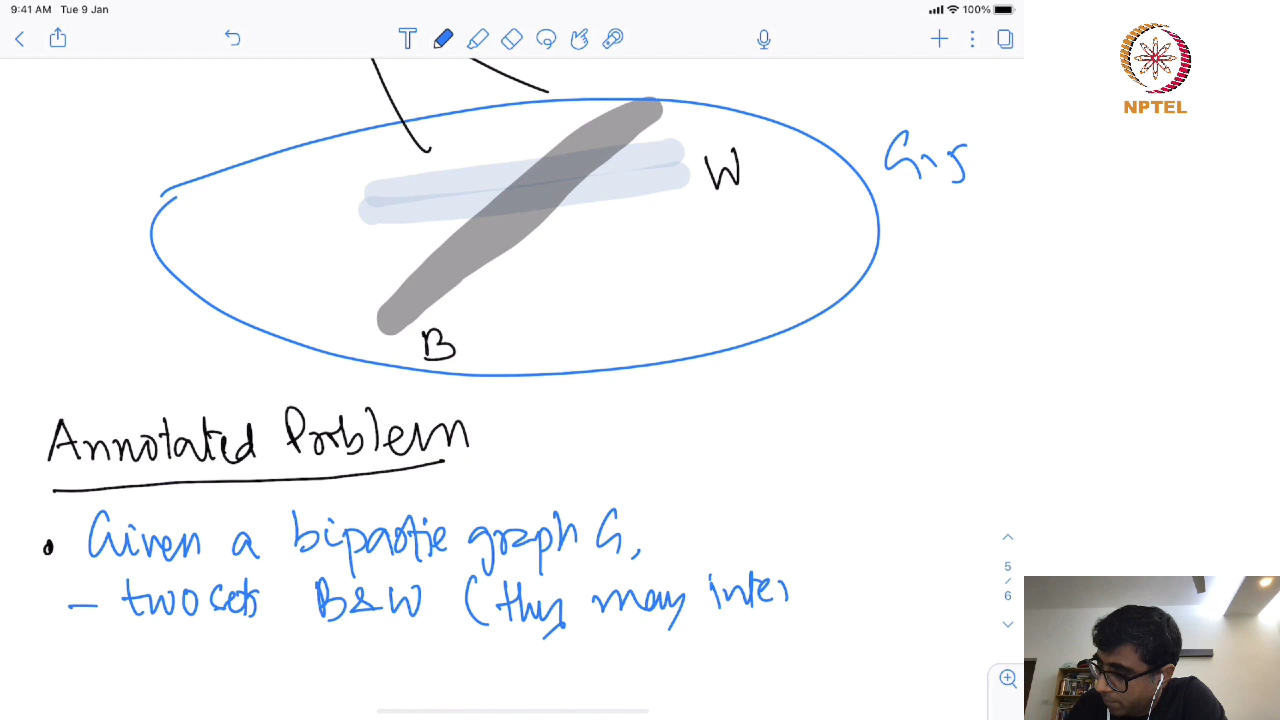 9:41 AM Tue 9 Jan
100%
NPTEL
W
G-S
B
Annotated Problem
• Given a bipartie graph G,
- two sets B & W (they may inter
5
/
6